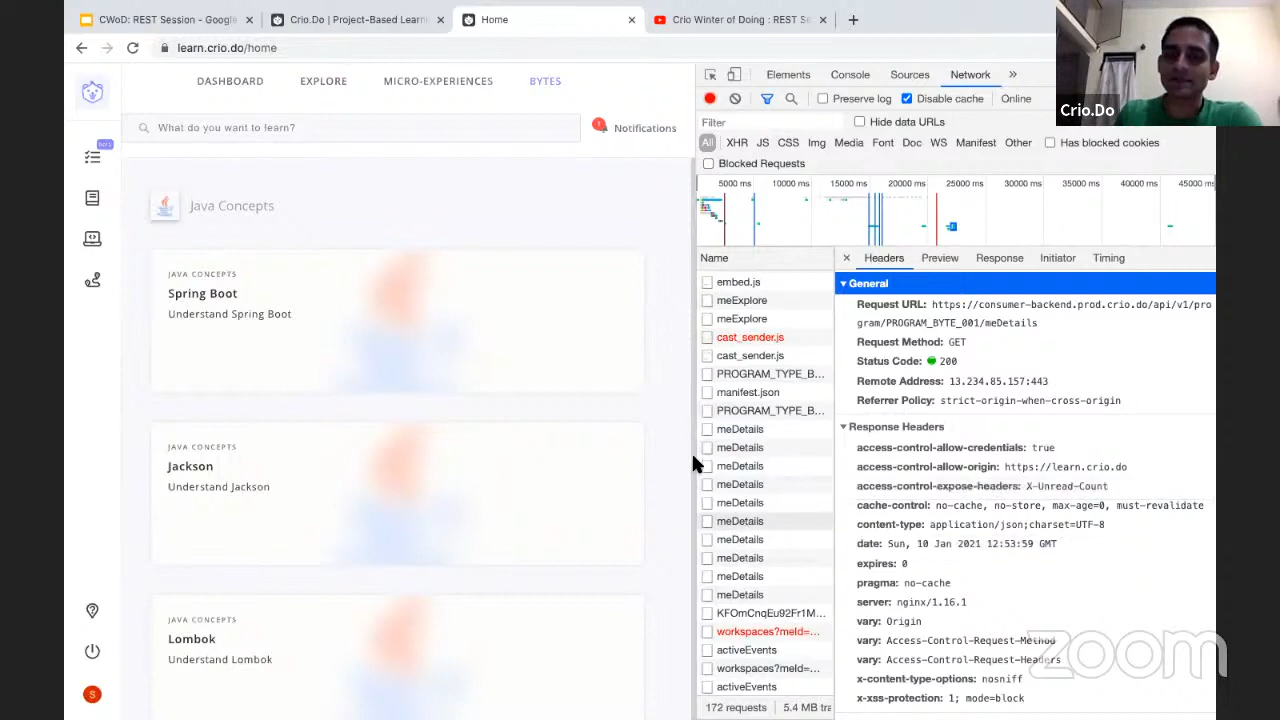 CWoD: REST Session - Google
Crio.Do | Project-Based Learn
Home
Crio Winter of Doing : REST Se
learn.crio.do/home
DASHBOARD
EXPLORE
MICRO-EXPERIENCES
BYTES
What do you want to learn?
Notifications
Java Concepts
JAVA CONCEPTS
Spring Boot
Understand Spring Boot
JAVA CONCEPTS
Jackson
Understand Jackson
JAVA CONCEPTS
Lombok
Understand Lombok
S
Elements
Console
Sources
Network
Preserve log
Disable cache
Online
Filter
Hide data URLs
All
XHR
JS
CSS
Img
Media
Font
Doc
WS
Manifest
Other
Has blocked cookies
Blocked Requests
5000 ms
10000 ms
15000 ms
20000 ms
25000 ms
30000 ms
35000 ms
40000 ms
45000 ms
Name
embed.js
meExplore
meExplore
cast_sender.js
cast_sender.js
PROGRAM_TYPE_B...
manifest.json
PROGRAM_TYPE_B...
meDetails
meDetails
meDetails
meDetails
meDetails
meDetails
meDetails
meDetails
meDetails
meDetails
KFOmCnqEu92Fr1M...
workspaces?meId=...
activeEvents
workspaces?meId=...
activeEvents
172 requests
5.4 MB tra
Headers
Preview
Response
Initiator
Timing
General
Request URL: https://consumer-backend.prod.crio.do/api/v1/pro
gram/PROGRAM_BYTE_001/meDetails
Request Method: GET
Status Code: 200
Remote Address: 13.234.85.157:443
Referrer Policy: strict-origin-when-cross-origin
Response Headers
access-control-allow-credentials: true
access-control-allow-origin: https://learn.crio.do
access-control-expose-headers: X-Unread-Count
cache-control: no-cache, no-store, max-age=0, must-revalidate
content-type: application/json;charset=UTF-8
date: Sun, 10 Jan 2021 12:53:59 GMT
expires: 0
pragma: no-cache
server: nginx/1.16.1
vary: Origin
vary: Access-Control-Request-Method
vary: Access-Control-Request-Headers
x-content-type-options: nosniff
x-xss-protection: 1; mode=block
Crio.Do
zoom